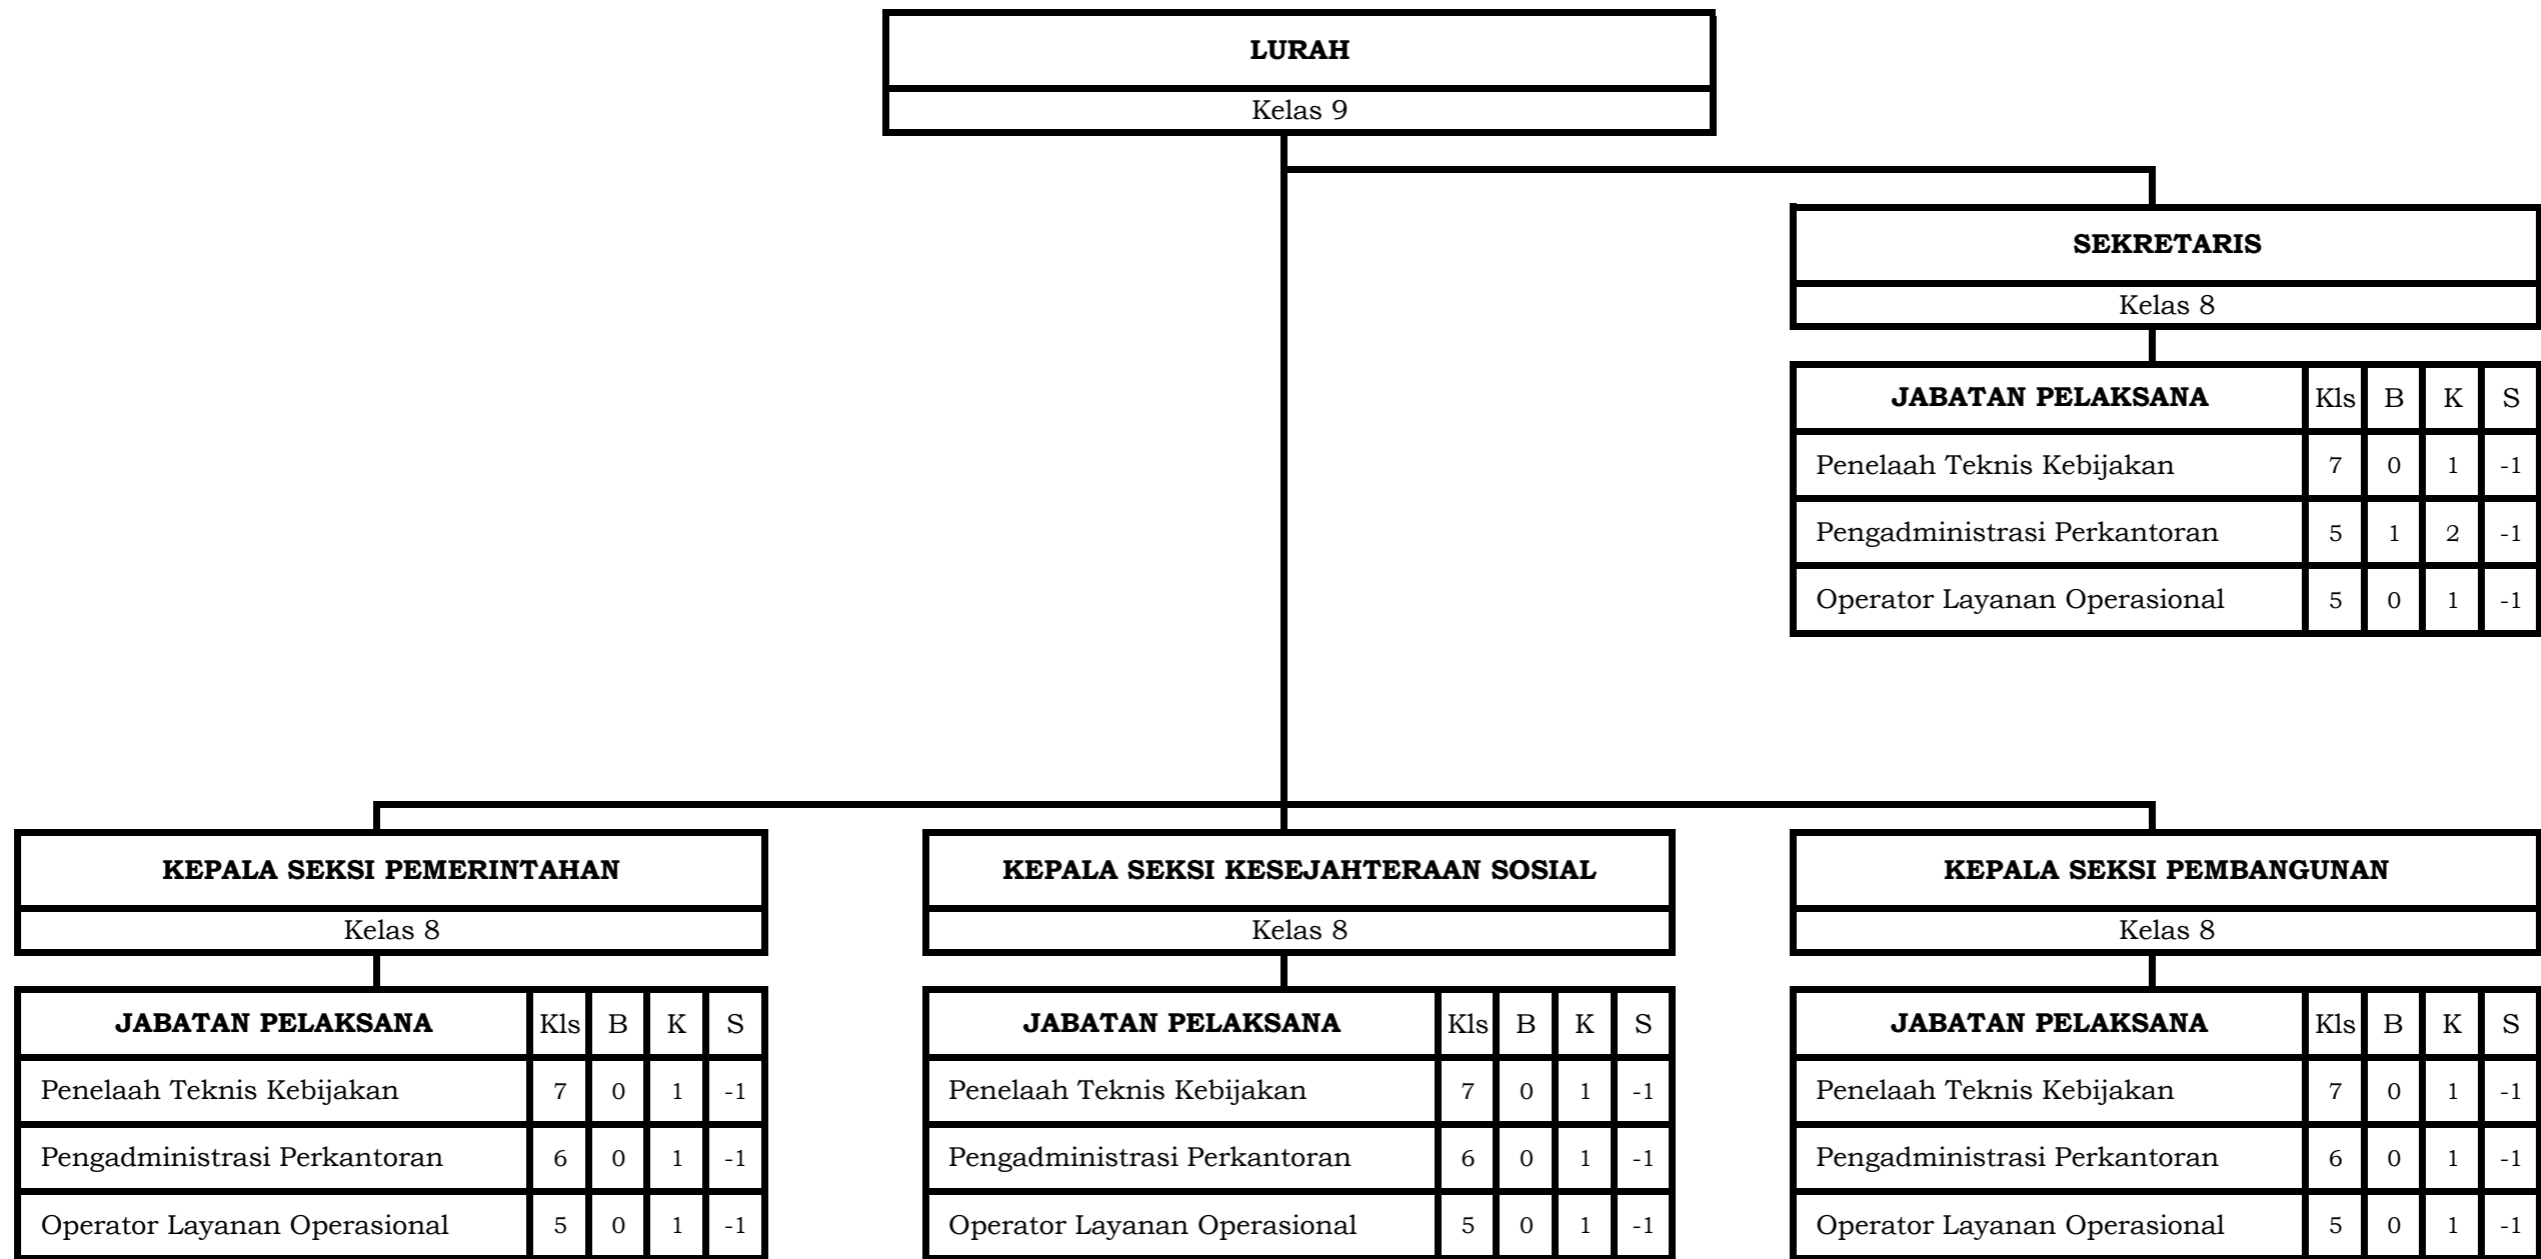 LURAH
Kelas 9
SEKRETARIS
Kelas 8
JABATAN PELAKSANA Kls B K S
Penelaah Teknis Kebijakan 7 0 1 -1
Pengadministrasi Perkantoran 5 1 2 -1
Operator Layanan Operasional 5 0 1 -1
KEPALA SEKSI PEMERINTAHAN
Kelas 8
JABATAN PELAKSANA Kls B K S
Penelaah Teknis Kebijakan 7 0 1 -1
Pengadministrasi Perkantoran 6 0 1 -1
Operator Layanan Operasional 5 0 1 -1
KEPALA SEKSI KESEJAHTERAAN SOSIAL
Kelas 8
JABATAN PELAKSANA Kls B K S
Penelaah Teknis Kebijakan 7 0 1 -1
Pengadministrasi Perkantoran 6 0 1 -1
Operator Layanan Operasional 5 0 1 -1
KEPALA SEKSI PEMBANGUNAN
Kelas 8
JABATAN PELAKSANA Kls B K S
Penelaah Teknis Kebijakan 7 0 1 -1
Pengadministrasi Perkantoran 6 0 1 -1
Operator Layanan Operasional 5 0 1 -1